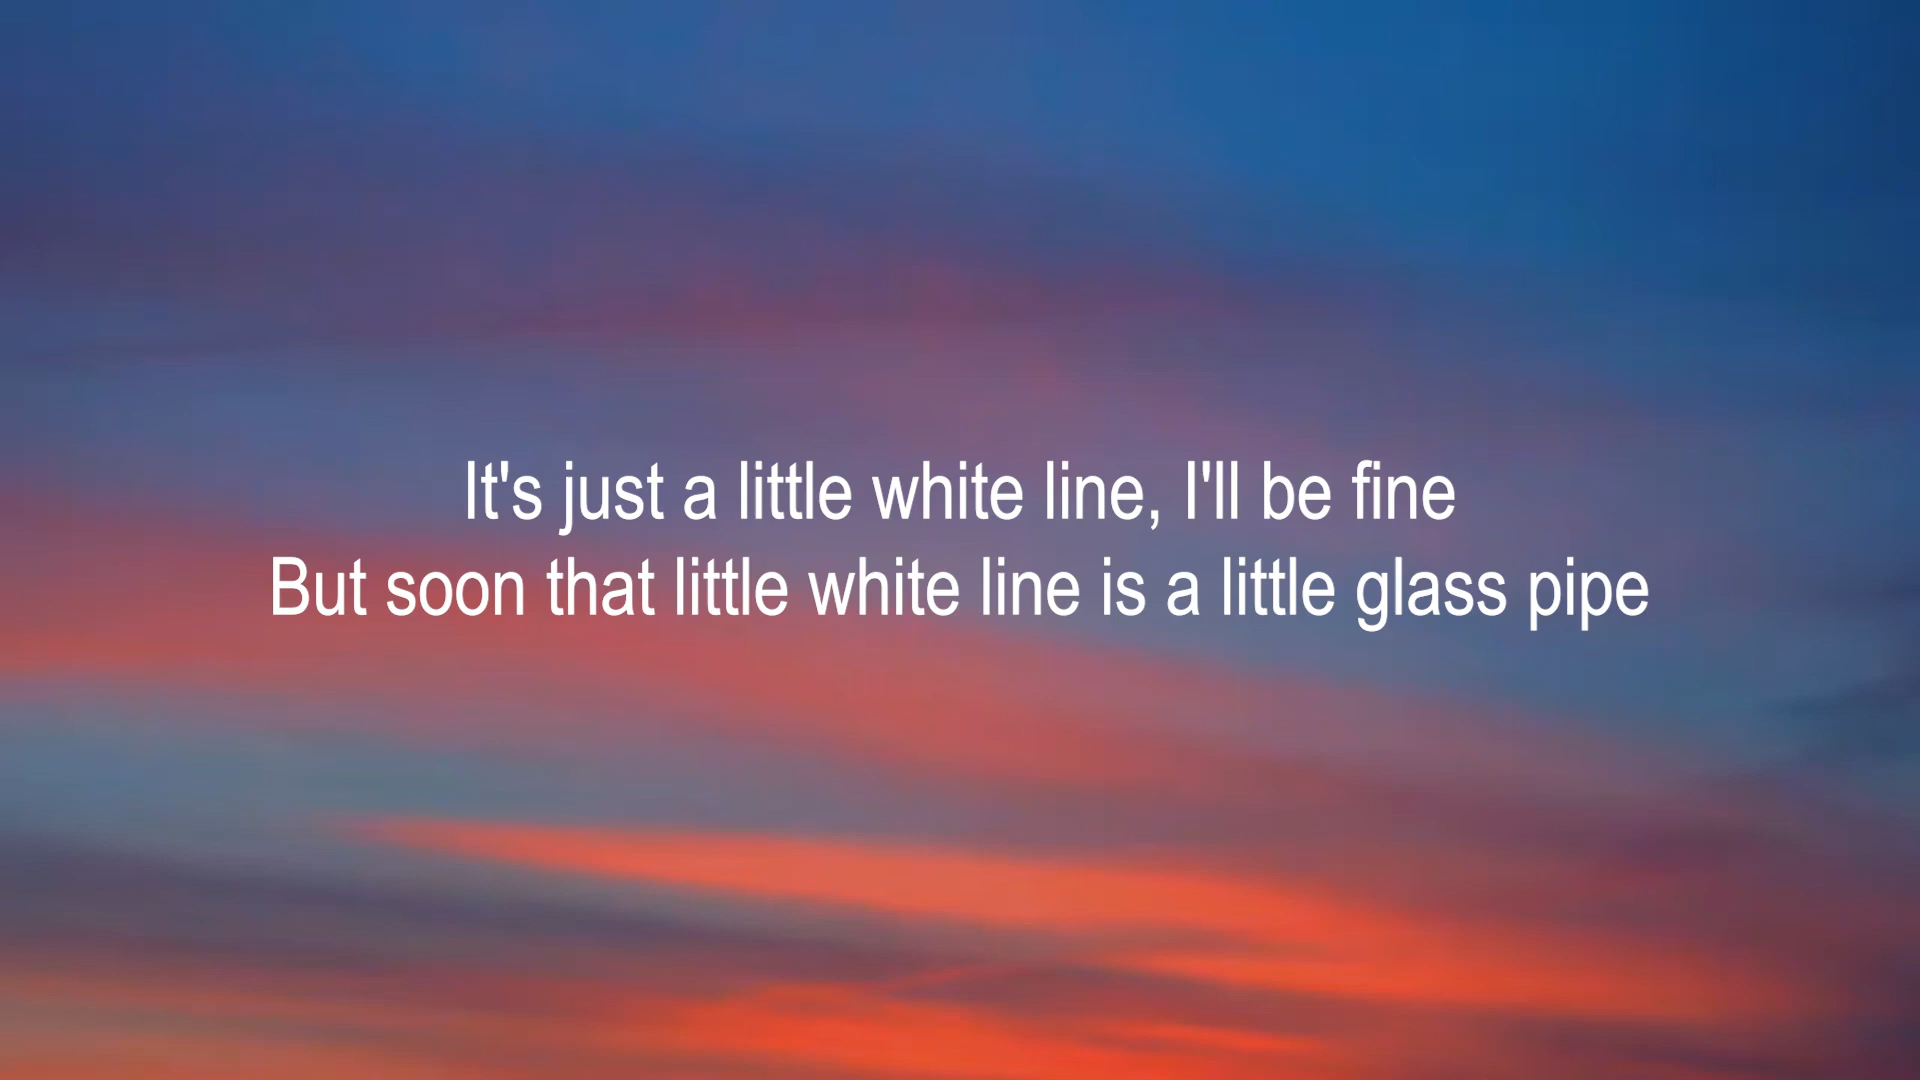 It's just a little white line, I'll be fine
But soon that little white line is a little glass pipe